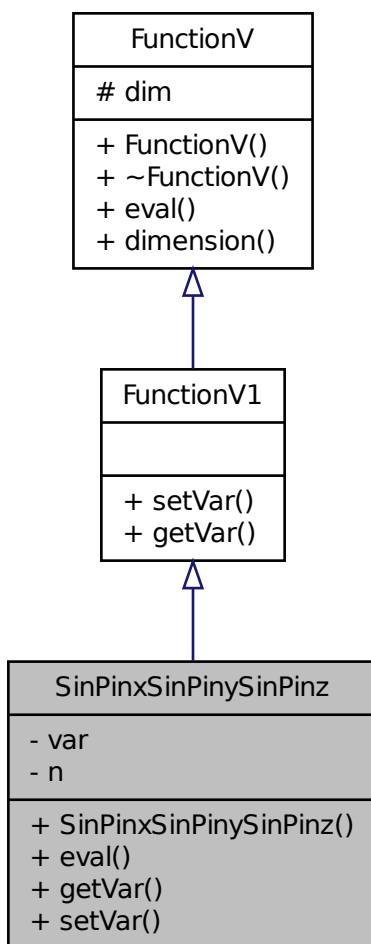 FunctionV
# dim
+ FunctionV()
+ ~FunctionV()
+ eval()
+ dimension()
FunctionV1
+ setVar()
+ getVar()
SinPinxSinPinySinPinz
- var
- n
+ SinPinxSinPinySinPinz()
+ eval()
+ getVar()
+ setVar()